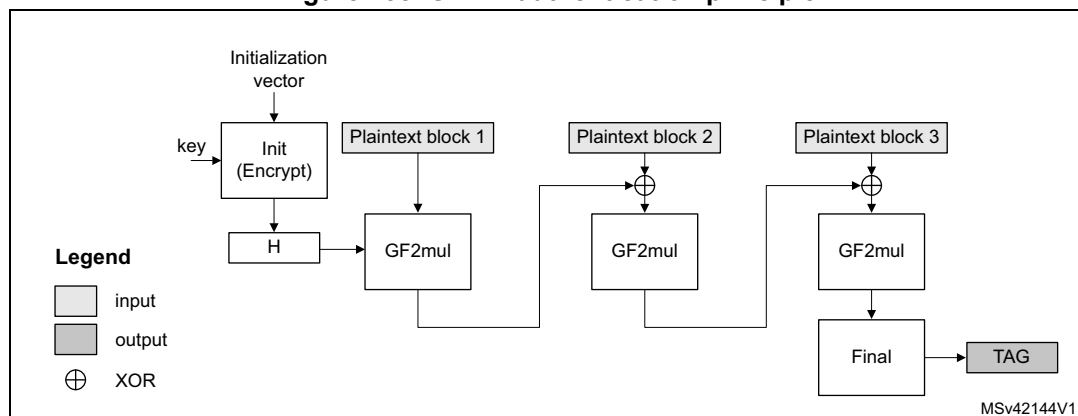 Initialization
vector
key
Init
(Encrypt)
Plaintext block 1
Plaintext block 2
Plaintext block 3
H
GF2mul
GF2mul
GF2mul
Legend
input
output
XOR
Final
TAG
MSv42144V1